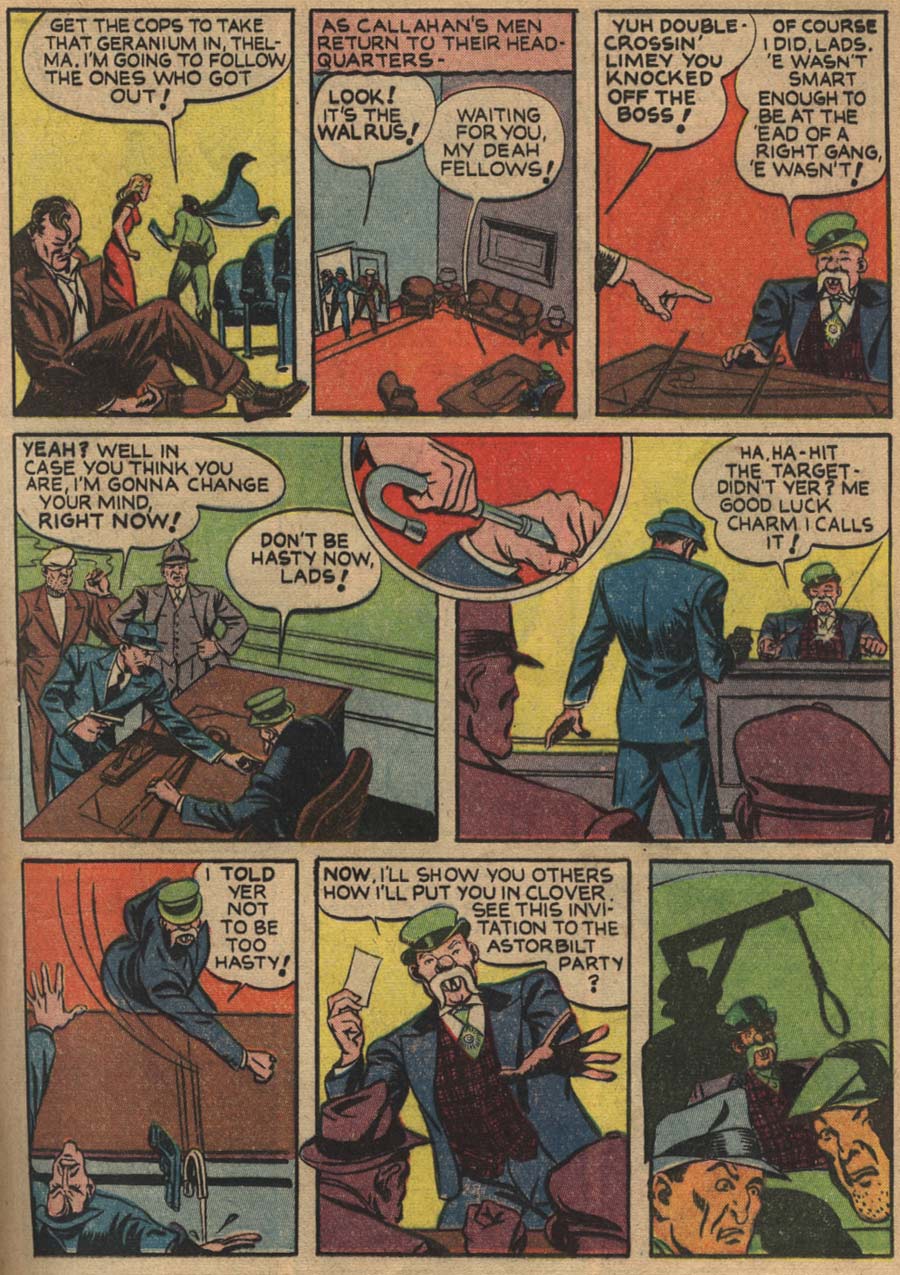 GET THE COPS TO TAKE
THAT GERANIUM IN, THEL-
MA. I'M GOING TO FOLLOW
THE ONES WHO GOT
OUT!
AS CALLAHAN'S MEN
RETURN TO THEIR HEAD-
QUARTERS-
LOOK!
IT'S THE
WALRUS!
WAITING
FOR YOU,
MY DEAH
FELLOWS!
YUH DOUBLE-
CROSSIN'
LIMEY YOU
KNOCKED
OFF THE
BOSS!
OF COURSE
I DID, LADS.
'E WASN'T
SMART
ENOUGH TO
BE AT THE
'EAD OF A
RIGHT GANG,
'E WASN'T!
YEAH? WELL IN
CASE YOU THINK YOU
ARE, I'M GONNA CHANGE
YOUR MIND,
RIGHT NOW!
DON'T BE
HASTY NOW,
LADS!
HA, HA-HIT
THE TARGET-
DIDN'T YER? ME
GOOD LUCK
CHARM I CALLS
IT!
I TOLD
YER
NOT
TO BE
TOO
HASTY!
NOW, I'LL SHOW YOU OTHERS
HOW I'LL PUT YOU IN CLOVER.
SEE THIS INVI-
TATION TO THE
ASTORBILT
PARTY
?